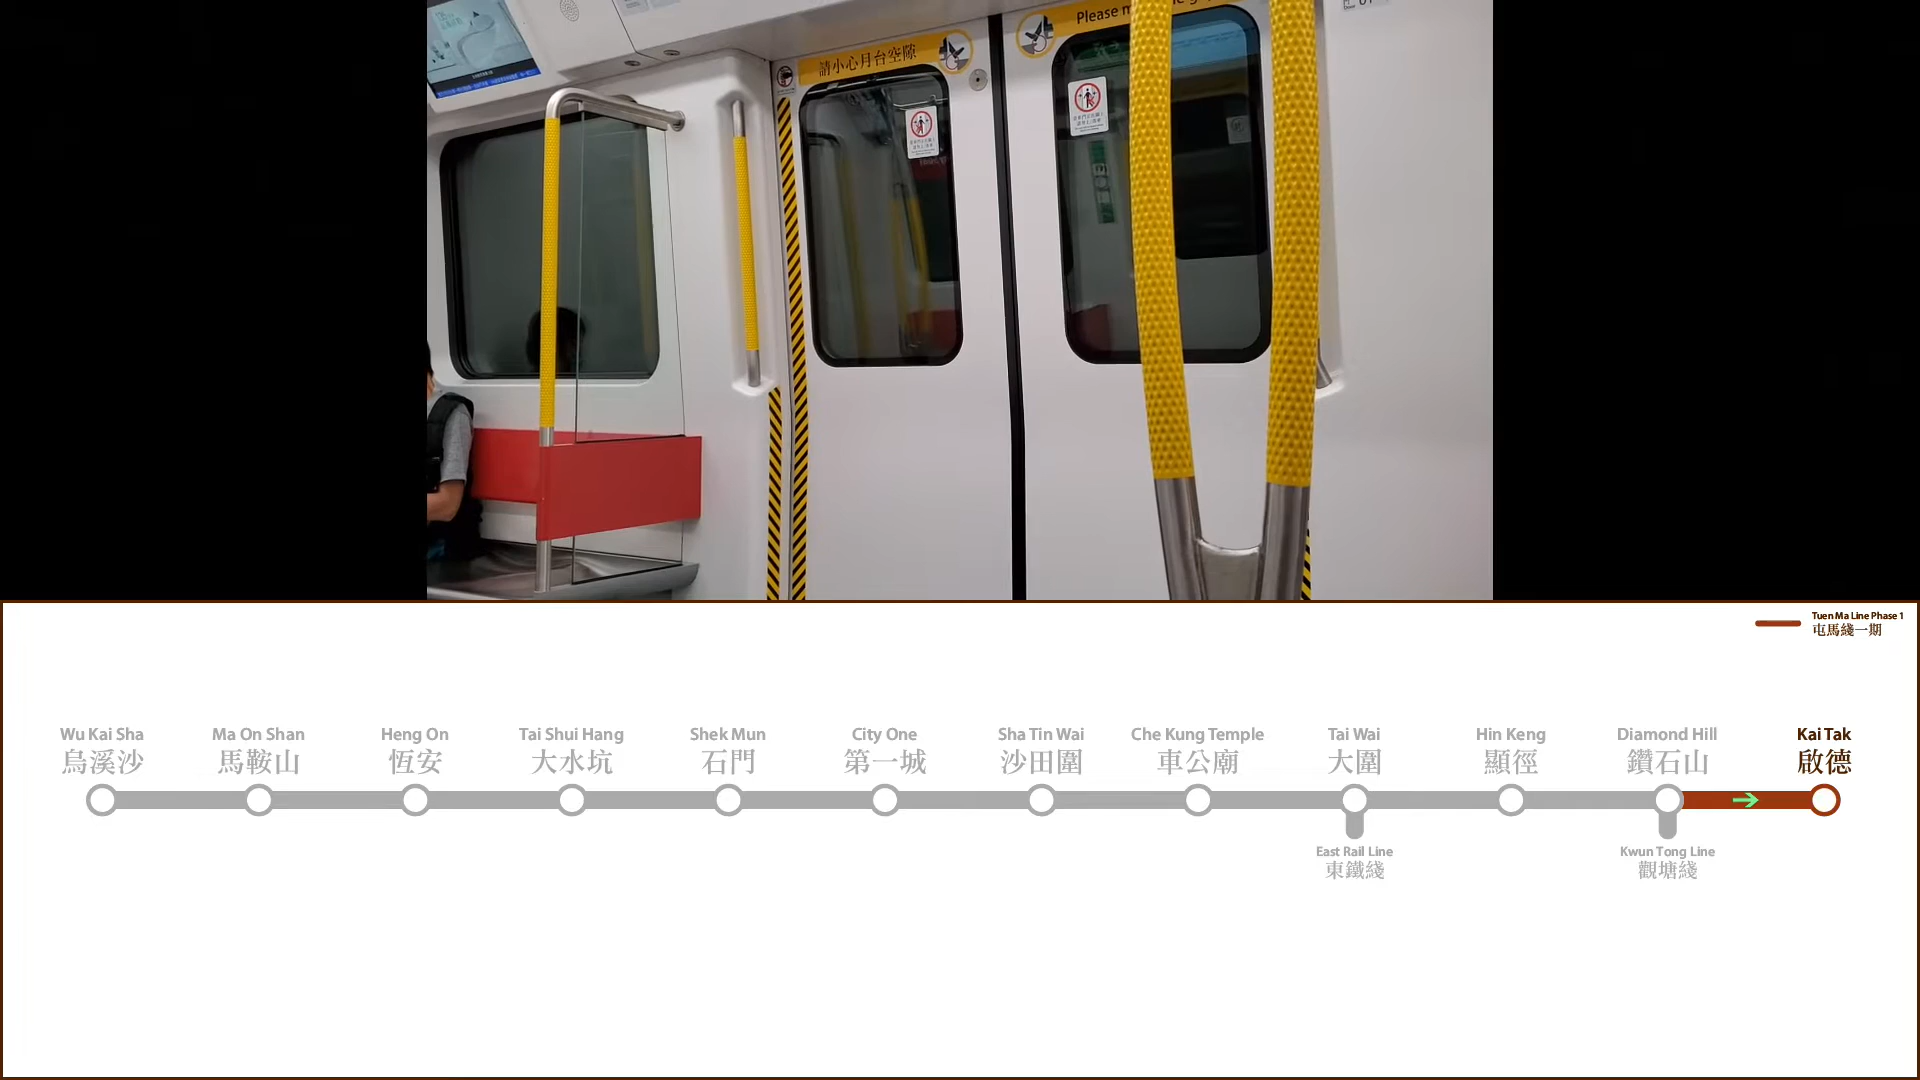 請小心月台空隙
Please m
Tuen Ma Line Phase 1
屯馬綫一期
Wu Kai Sha
烏溪沙
Ma On Shan
馬鞍山
Heng On
恆安
Tai Shui Hang
大水坑
Shek Mun
石門
City One
第一城
Sha Tin Wai
沙田圍
Che Kung Temple
車公廟
Tai Wai
大圍
Hin Keng
顯徑
Diamond Hill
鑽石山
Kai Tak
啟德
East Rail Line
東鐵綫
Kwun Tong Line
觀塘綫